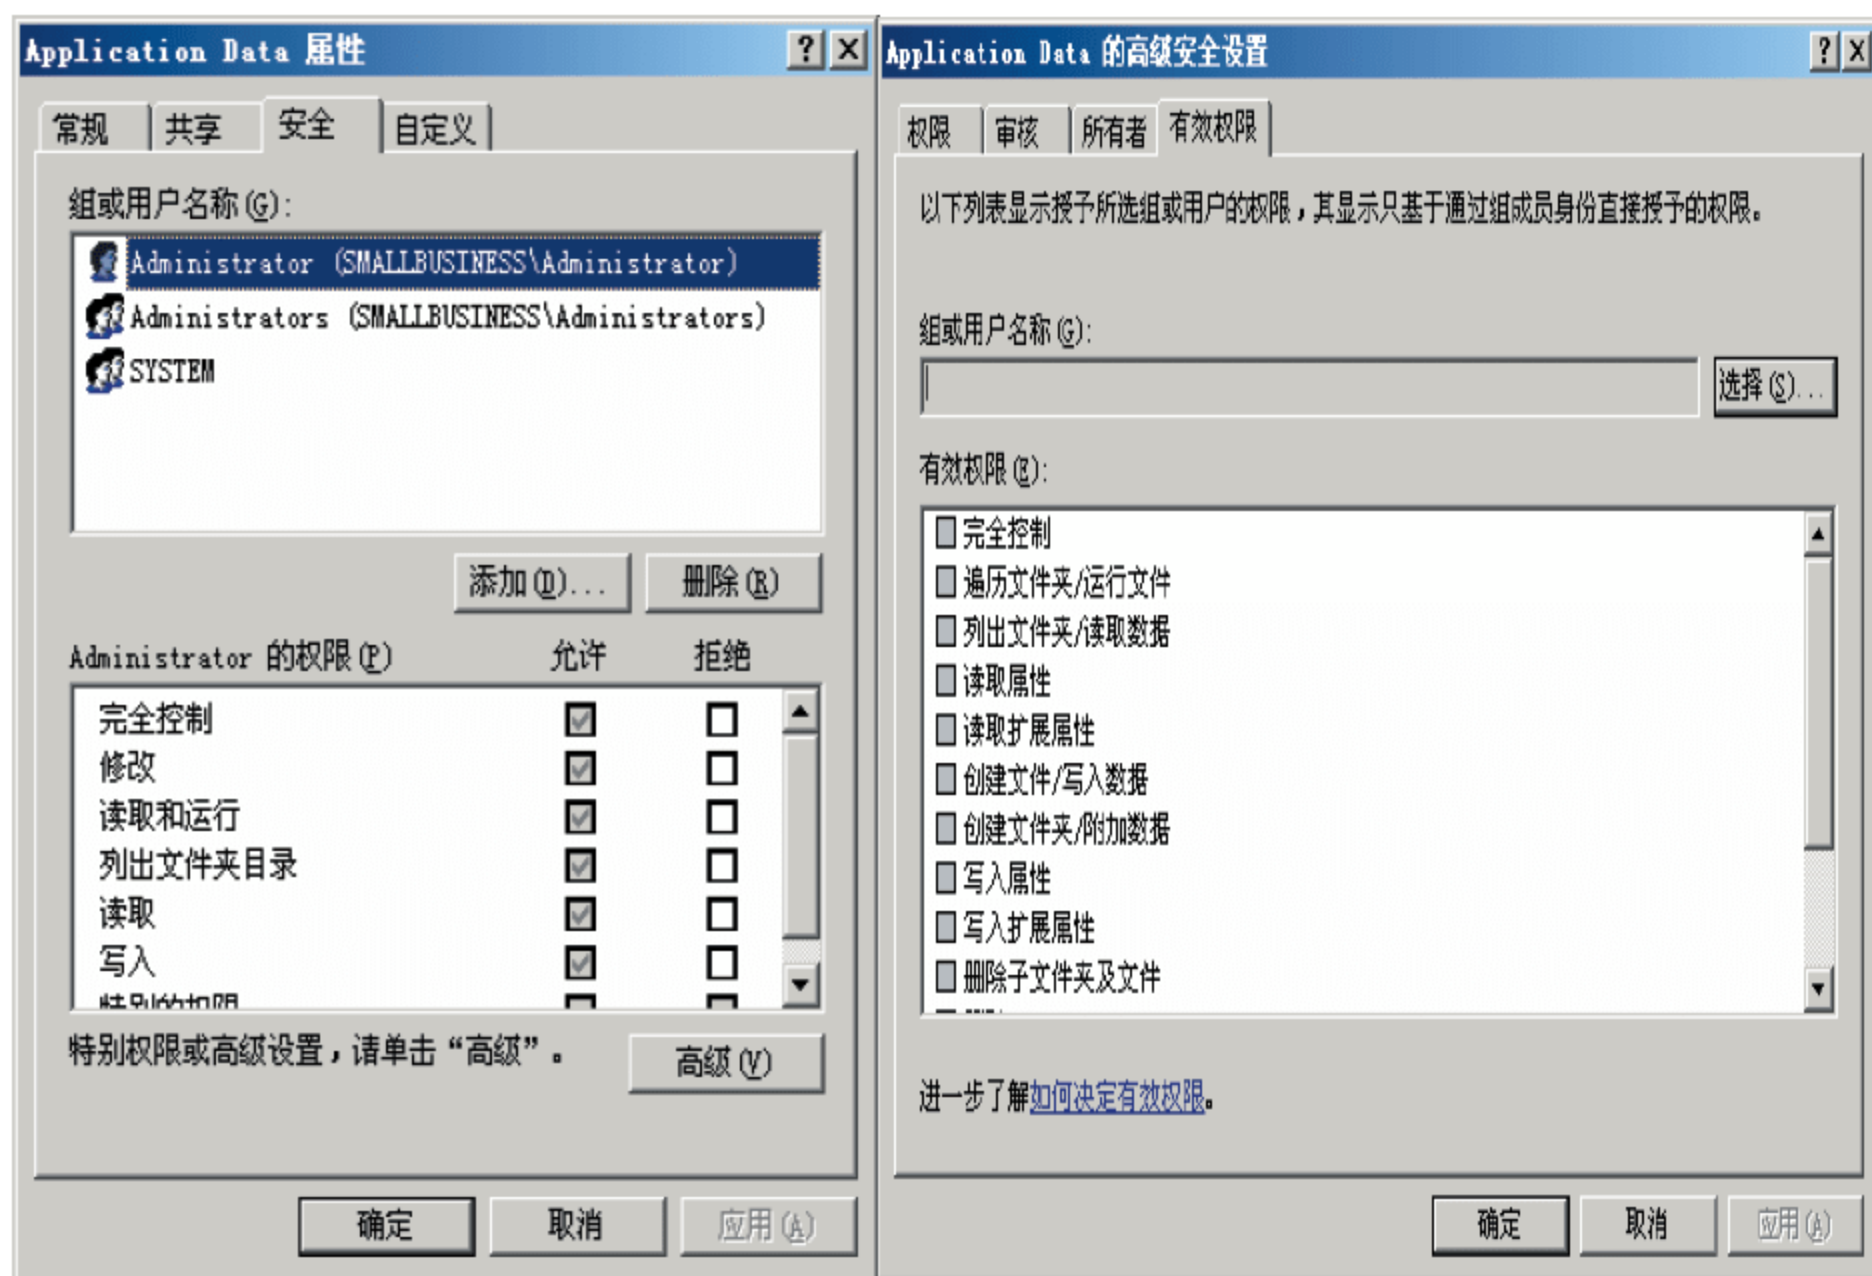 Application Data 属性
常规 共享 安全 自定义
组或用户名称(G):
Administrator (SMALLBUSINESS\Administrator)
Administrators (SMALLBUSINESS\Administrators)
SYSTEM
添加(D)... 删除(R)
Administrator 的权限(P) 允许 拒绝
完全控制
修改
读取和运行
列出文件夹目录
读取
写入
特别的权限
特别权限或高级设置,请单击“高级”。
高级(V)
确定 取消 应用(A)
Application Data 的高级安全设置
权限 审核 所有者 有效权限
以下列表显示授予所选组或用户的权限,其显示只基于通过组成员身份直接授予的权限。
组或用户名称(G):
选择(S)...
有效权限(E):
完全控制
遍历文件夹/运行文件
列出文件夹/读取数据
读取属性
读取扩展属性
创建文件/写入数据
创建文件夹/附加数据
写入属性
写入扩展属性
删除子文件夹及文件
进一步了解如何决定有效权限。
确定 取消 应用(A)